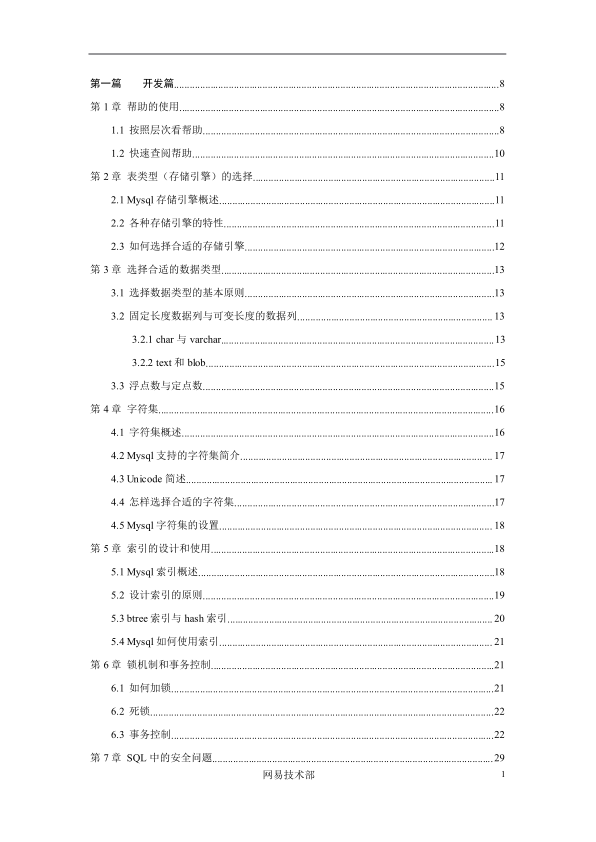 第一篇 开发篇........8
第 1 章 帮助的使用........8
1.1 按照层次看帮助........8
1.2 快速查阅帮助........10
第 2 章 表类型（存储引擎）的选择........11
2.1 Mysql 存储引擎概述........11
2.2 各种存储引擎的特性........11
2.3 如何选择合适的存储引擎........12
第 3 章 选择合适的数据类型........13
3.1 选择数据类型的基本原则........13
3.2 固定长度数据列与可变长度的数据列........13
3.2.1 char 与 varchar........13
3.2.2 text 和 blob........15
3.3 浮点数与定点数........15
第 4 章 字符集........16
4.1 字符集概述........16
4.2 Mysql 支持的字符集简介........17
4.3 Unicode 简述........17
4.4 怎样选择合适的字符集........17
4.5 Mysql 字符集的设置........18
第 5 章 索引的设计和使用........18
5.1 Mysql 索引概述........18
5.2 设计索引的原则........19
5.3 btree 索引与 hash 索引........20
5.4 Mysql 如何使用索引........21
第 6 章 锁机制和事务控制........21
6.1 如何加锁........21
6.2 死锁........22
6.3 事务控制........22
第 7 章 SQL 中的安全问题........29
网易技术部 1